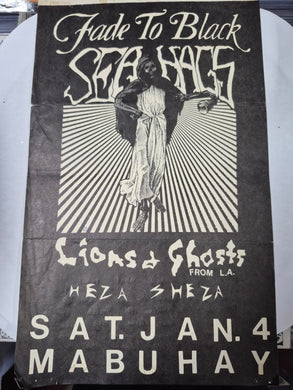 Fade To Black
SEA HAGS
Lions & Ghosts
FROM L.A.
HEZA SHEZA
SAT. JAN. 4
MABUHAY